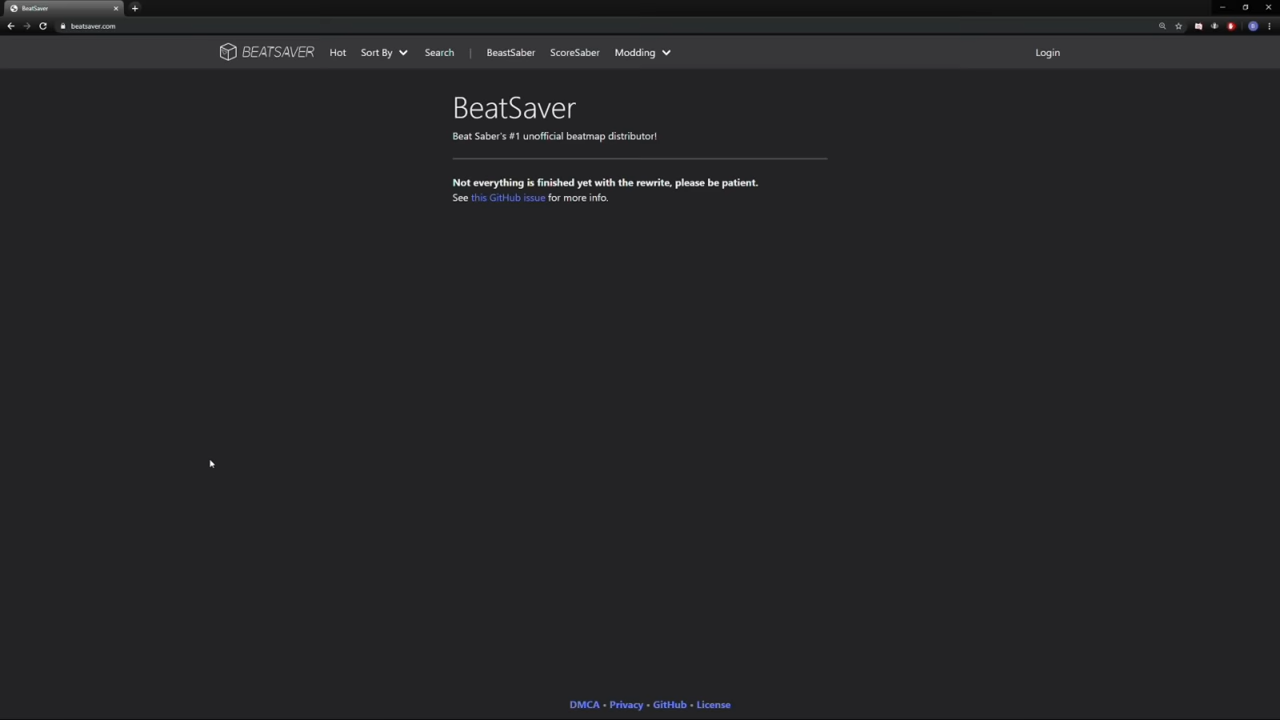 BeatSaver
beatsaver.com
BEATSAVER Hot Sort By Search | BeastSaber ScoreSaber Modding Login
BeatSaver
Beat Saber's #1 unofficial beatmap distributor!
Not everything is finished yet with the rewrite, please be patient.
See this GitHub issue for more info.
DMCA • Privacy • GitHub • License